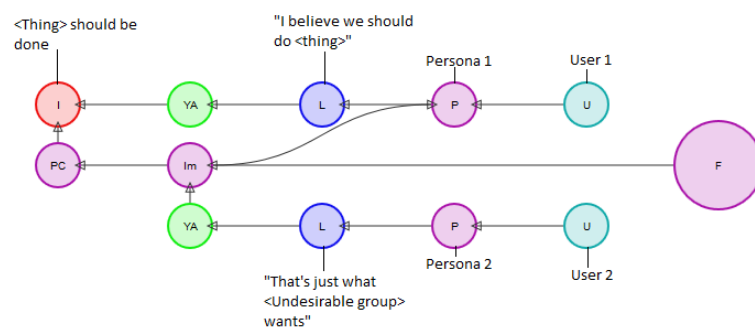 <Thing> should be
done
"I believe we should
do <thing>"
Persona 1
User 1
I
YA
L
P
U
PC
Im
F
YA
L
P
U
Persona 2
User 2
"That's just what
<Undesirable group>
wants"